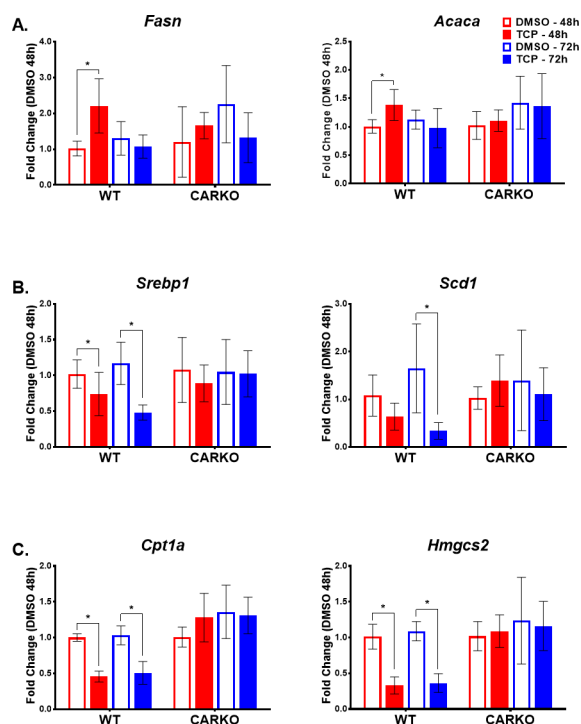 A.
Fasn
Fold Change (DMSO 48h)
4.0
3.0
2.0
1.0
0.0
*
WT
CARKO
Acaca
DMSO - 48h
TCP - 48h
DMSO - 72h
TCP - 72h
Fold Change (DMSO 48h)
2.5
2.0
1.5
1.0
0.5
0.0
*
WT
CARKO
B.
Srebp1
Fold Change (DMSO 48h)
2.0
1.5
1.0
0.5
0.0
*
*
WT
CARKO
Scd1
Fold Change (DMSO 48h)
3.0
2.0
1.0
0.0
*
WT
CARKO
C.
Cpt1a
Fold Change (DMSO 48h)
2.0
1.5
1.0
0.5
0.0
*
*
WT
CARKO
Hmgcs2
Fold Change (DMSO 48h)
2.0
1.5
1.0
0.5
0.0
*
*
WT
CARKO